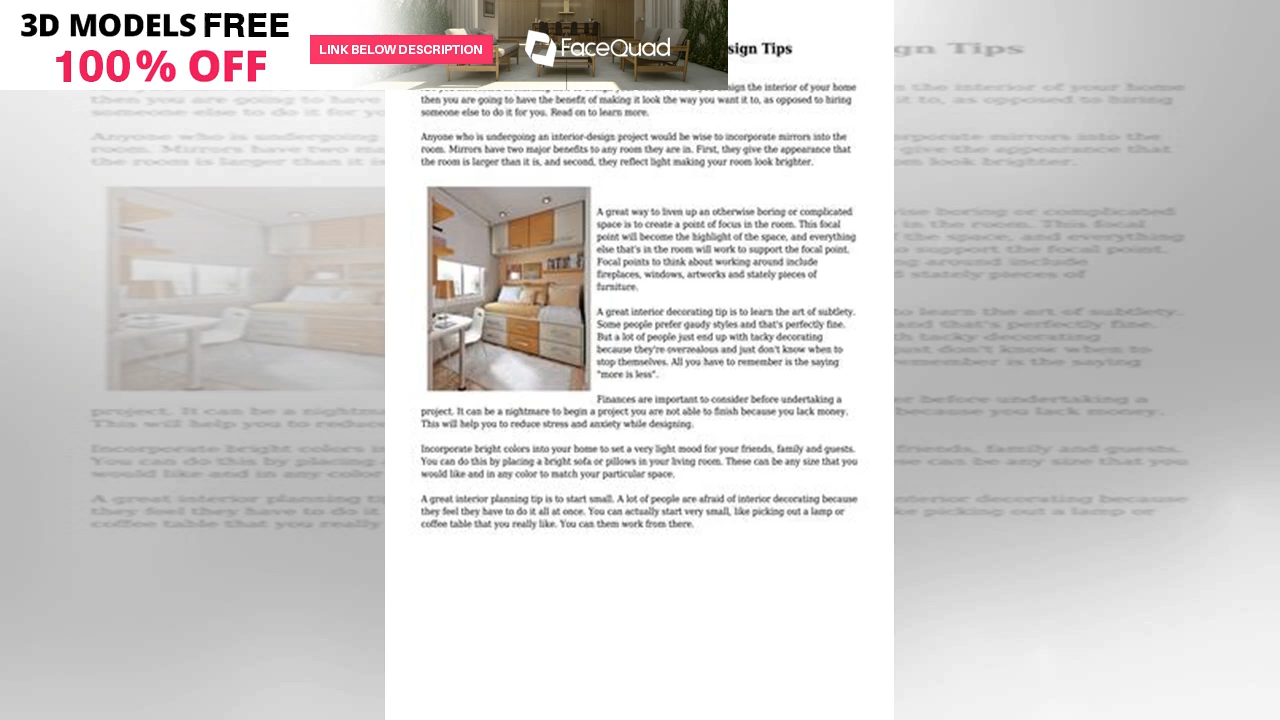 3D MODELS FREE
100% OFF
LINK BELOW DESCRIPTION
FaceQuad
sign Tips
sign the interior of your home
then you are going to have the benefit of making it look the way you want it to, as opposed to hiring
someone else to do it for you. Read on to learn more.
Anyone who is undergoing an interior-design project would be wise to incorporate mirrors into the
room. Mirrors have two major benefits to any room they are in. First, they give the appearance that
the room is larger than it is, and second, they reflect light making your room look brighter.
A great way to liven up an otherwise boring or complicated
space is to create a point of focus in the room. This focal
point will become the highlight of the space, and everything
else that's in the room will work to support the focal point.
Focal points to think about working around include
fireplaces, windows, artworks and stately pieces of
furniture.
A great interior decorating tip is to learn the art of subtlety.
Some people prefer gaudy styles and that's perfectly fine.
But a lot of people just end up with tacky decorating
because they're overzealous and just don't know when to
stop themselves. All you have to remember is the saying
"more is less".
Finances are important to consider before undertaking a
project. It can be a nightmare to begin a project you are not able to finish because you lack money.
This will help you to reduce stress and anxiety while designing.
Incorporate bright colors into your home to set a very light mood for your friends, family and guests.
You can do this by placing a bright sofa or pillows in your living room. These can be any size that you
would like and in any color to match your particular space.
A great interior planning tip is to start small. A lot of people are afraid of interior decorating because
they feel they have to do it all at once. You can actually start very small, like picking out a lamp or
coffee table that you really like. You can them work from there.